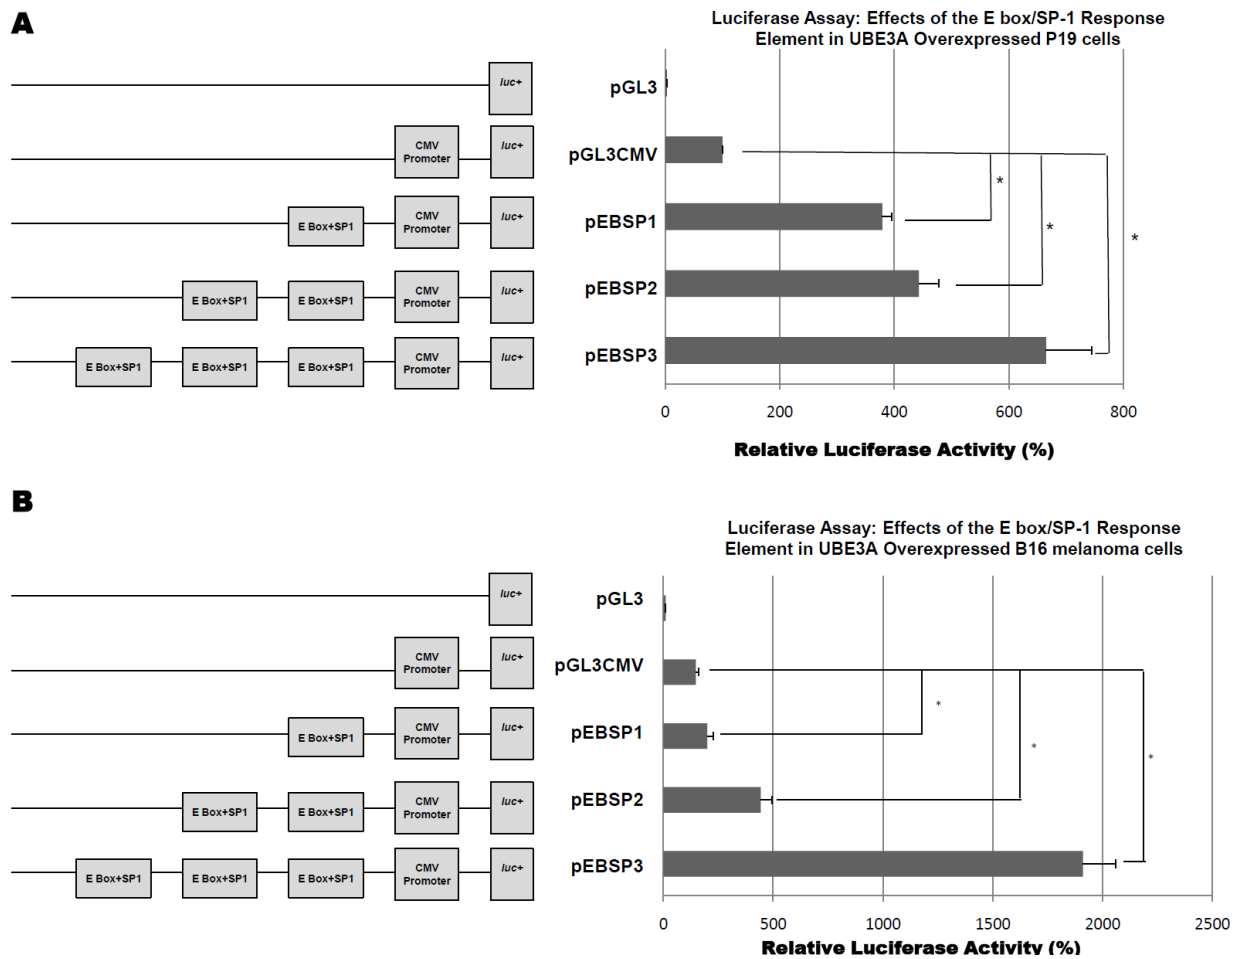 A
Luciferase Assay: Effects of the E box/SP-1 Response
Element in UBE3A Overexpressed P19 cells
luc+
pGL3
CMV
Promoter
luc+
pGL3CMV
*
E Box+SP1
CMV
Promoter
luc+
pEBSP1
*
E Box+SP1
E Box+SP1
CMV
Promoter
luc+
pEBSP2
*
E Box+SP1
E Box+SP1
E Box+SP1
CMV
Promoter
luc+
pEBSP3
0 200 400 600 800
Relative Luciferase Activity (%)
B
Luciferase Assay: Effects of the E box/SP-1 Response
Element in UBE3A Overexpressed B16 melanoma cells
luc+
pGL3
CMV
Promoter
luc+
pGL3CMV
*
E Box+SP1
CMV
Promoter
luc+
pEBSP1
*
*
E Box+SP1
E Box+SP1
CMV
Promoter
luc+
pEBSP2
E Box+SP1
E Box+SP1
E Box+SP1
CMV
Promoter
luc+
pEBSP3
0 500 1000 1500 2000 2500
Relative Luciferase Activity (%)